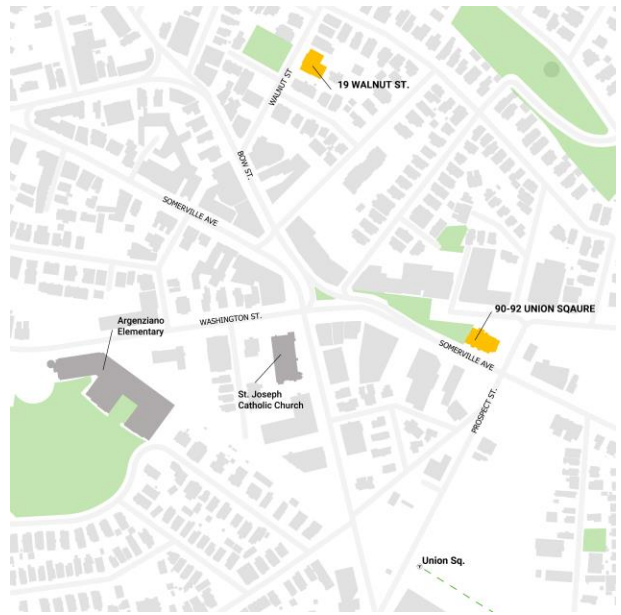 19 WALNUT ST.
WALNUT ST
BOW ST.
SOMERVILLE AVE
90-92 UNION SQAURE
Argenziano
Elementary
WASHINGTON ST.
SOMERVILLE AVE
St. Joseph
Catholic Church
PROSPECT ST.
T
Union Sq.